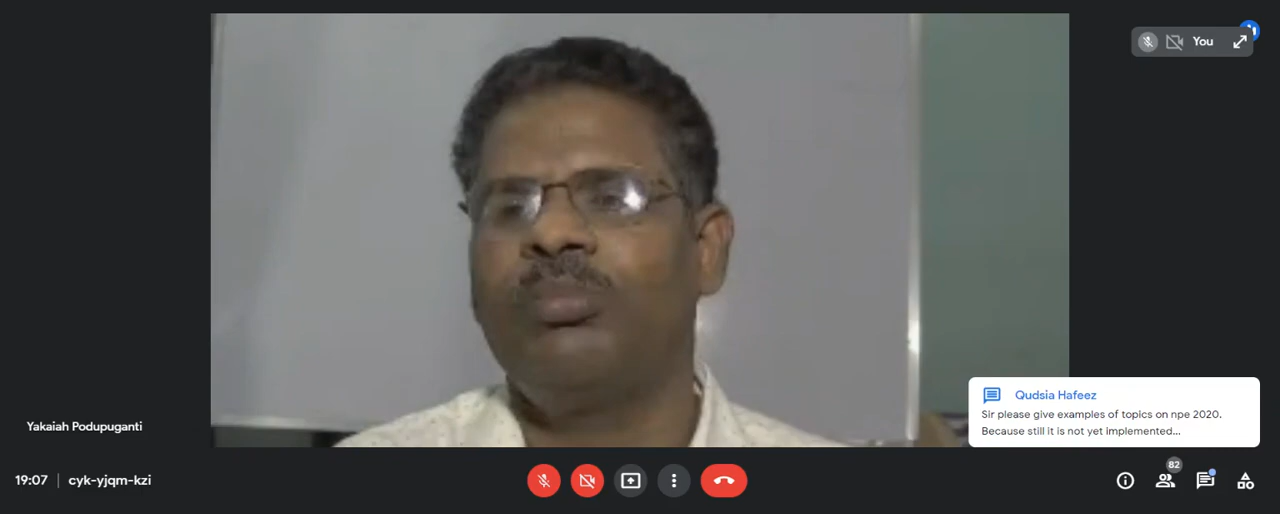 You
Qudsia Hafeez
Sir please give examples of topics on npe 2020.
Because still it is not yet implemented...
Yakaiah Podupuganti
19:07 | cyk-yjqm-kzi
82